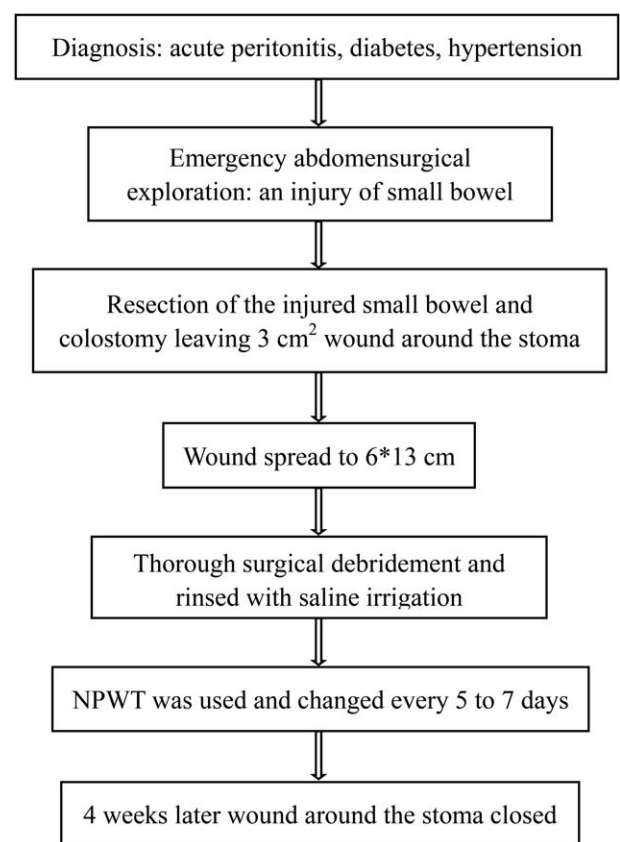 Diagnosis: acute peritonitis, diabetes, hypertension
Emergency abdomensurgical
exploration: an injury of small bowel
Resection of the injured small bowel and
colostomy leaving 3 cm² wound around the stoma
Wound spread to 6*13 cm
Thorough surgical debridement and
rinsed with saline irrigation
NPWT was used and changed every 5 to 7 days
4 weeks later wound around the stoma closed